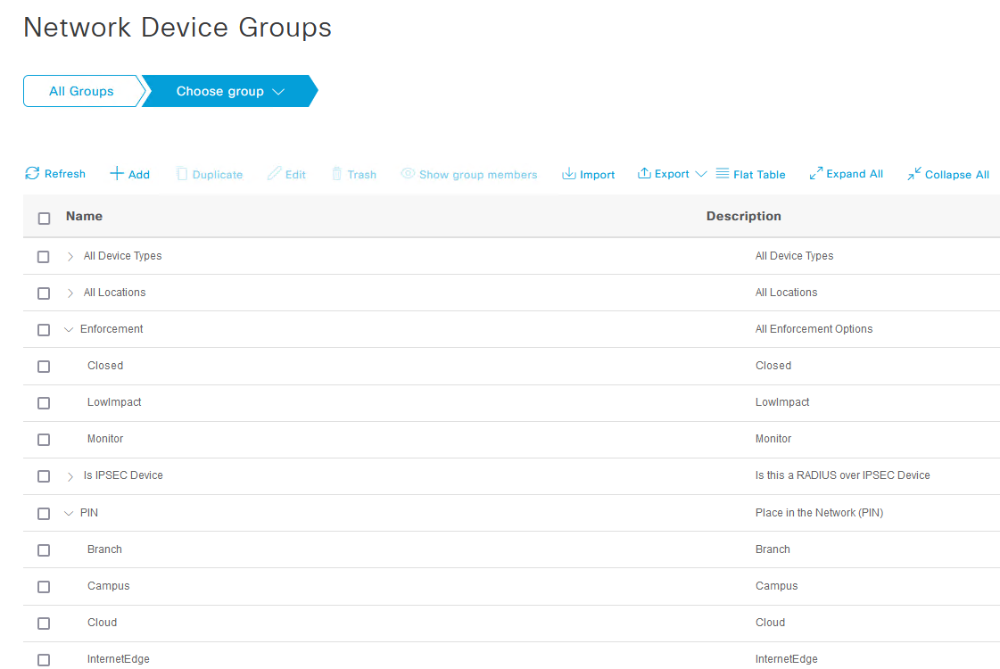 Network Device Groups
All Groups Choose group
Refresh Add Duplicate Edit Trash Show group members Import Export Flat Table Expand All Collapse All
Name Description
All Device Types All Device Types
All Locations All Locations
Enforcement All Enforcement Options
Closed Closed
LowImpact LowImpact
Monitor Monitor
Is IPSEC Device Is this a RADIUS over IPSEC Device
PIN Place in the Network (PIN)
Branch Branch
Campus Campus
Cloud Cloud
InternetEdge InternetEdge